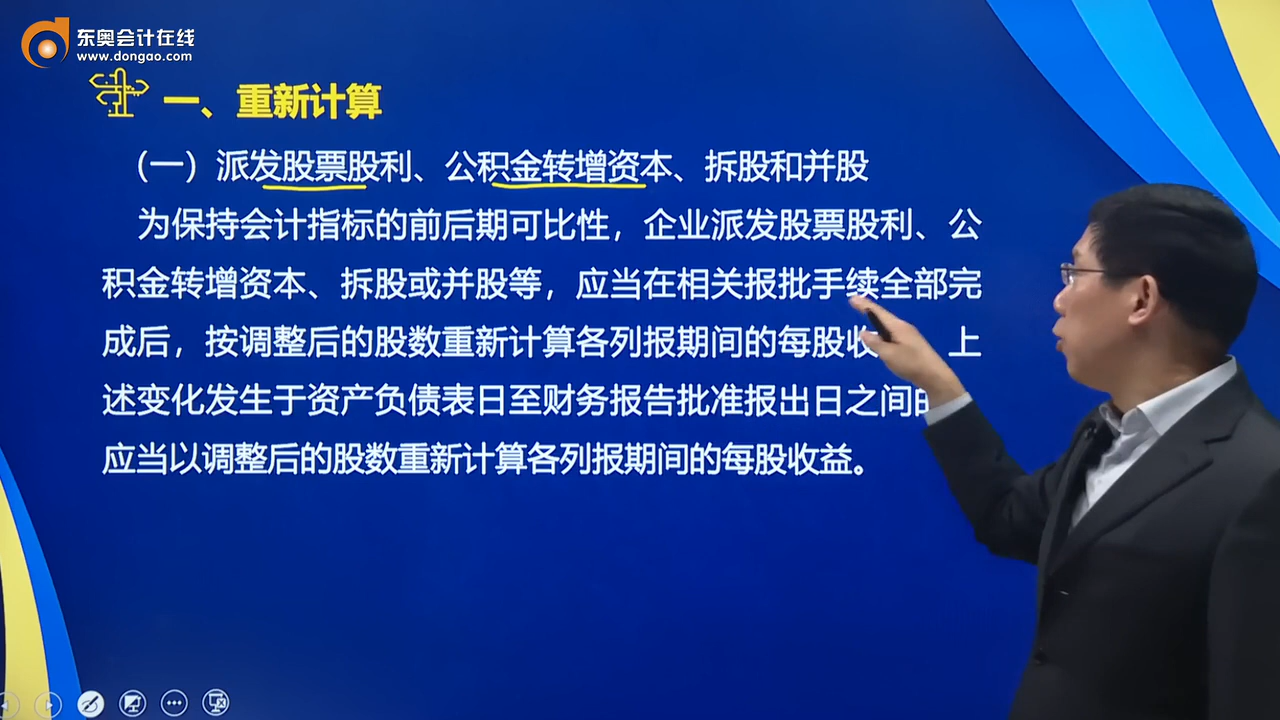 东奥会计在线
www.dongao.com
一、重新计算
（一）派发股票股利、公积金转增资本、拆股和并股
为保持会计指标的前后期可比性，企业派发股票股利、公
积金转增资本、拆股或并股等，应当在相关报批手续全部完
成后，按调整后的股数重新计算各列报期间的每股收 上
述变化发生于资产负债表日至财务报告批准报出日之间
应当以调整后的股数重新计算各列报期间的每股收益。